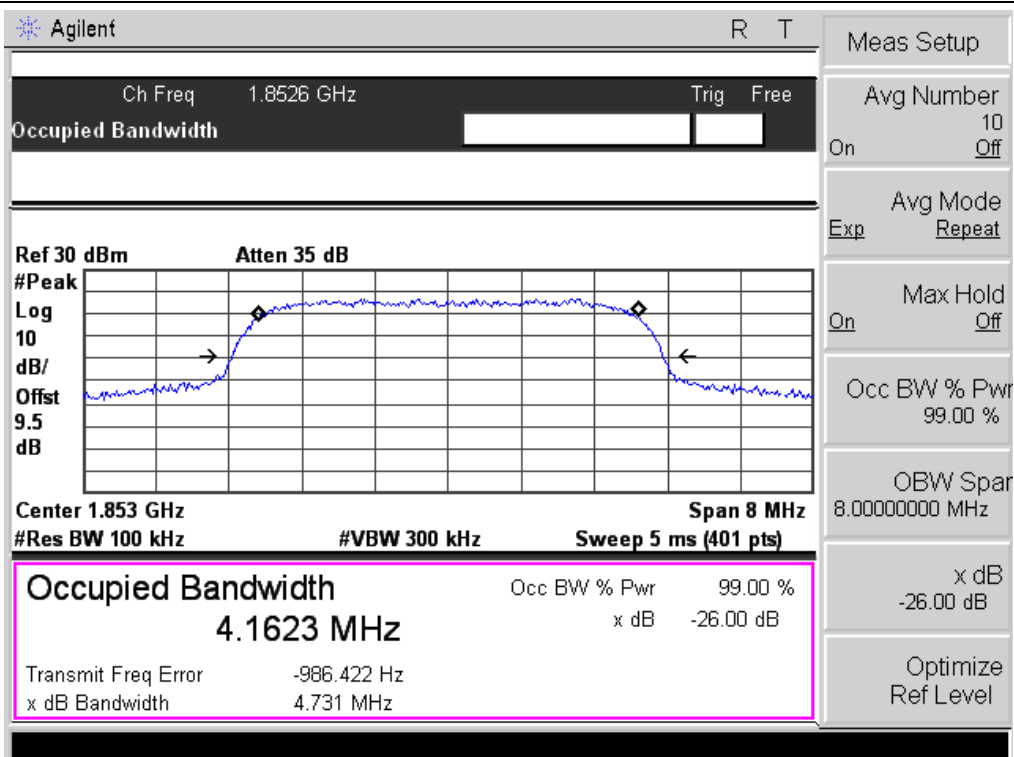 Agilent R T
Ch Freq 1.8526 GHz Trig Free
Occupied Bandwidth
Ref 30 dBm Atten 35 dB
#Peak
Log
10
dB/
Offst
9.5
dB
Center 1.853 GHz Span 8 MHz
#Res BW 100 kHz #VBW 300 kHz Sweep 5 ms (401 pts)
Occupied Bandwidth
4.1623 MHz
Occ BW % Pwr 99.00 %
x dB -26.00 dB
Transmit Freq Error -986.422 Hz
x dB Bandwidth 4.731 MHz
Meas Setup
Avg Number
10
On Off
Avg Mode
Exp Repeat
Max Hold
On Off
Occ BW % Pwr
99.00 %
OBW Span
8.00000000 MHz
x dB
-26.00 dB
Optimize
Ref Level